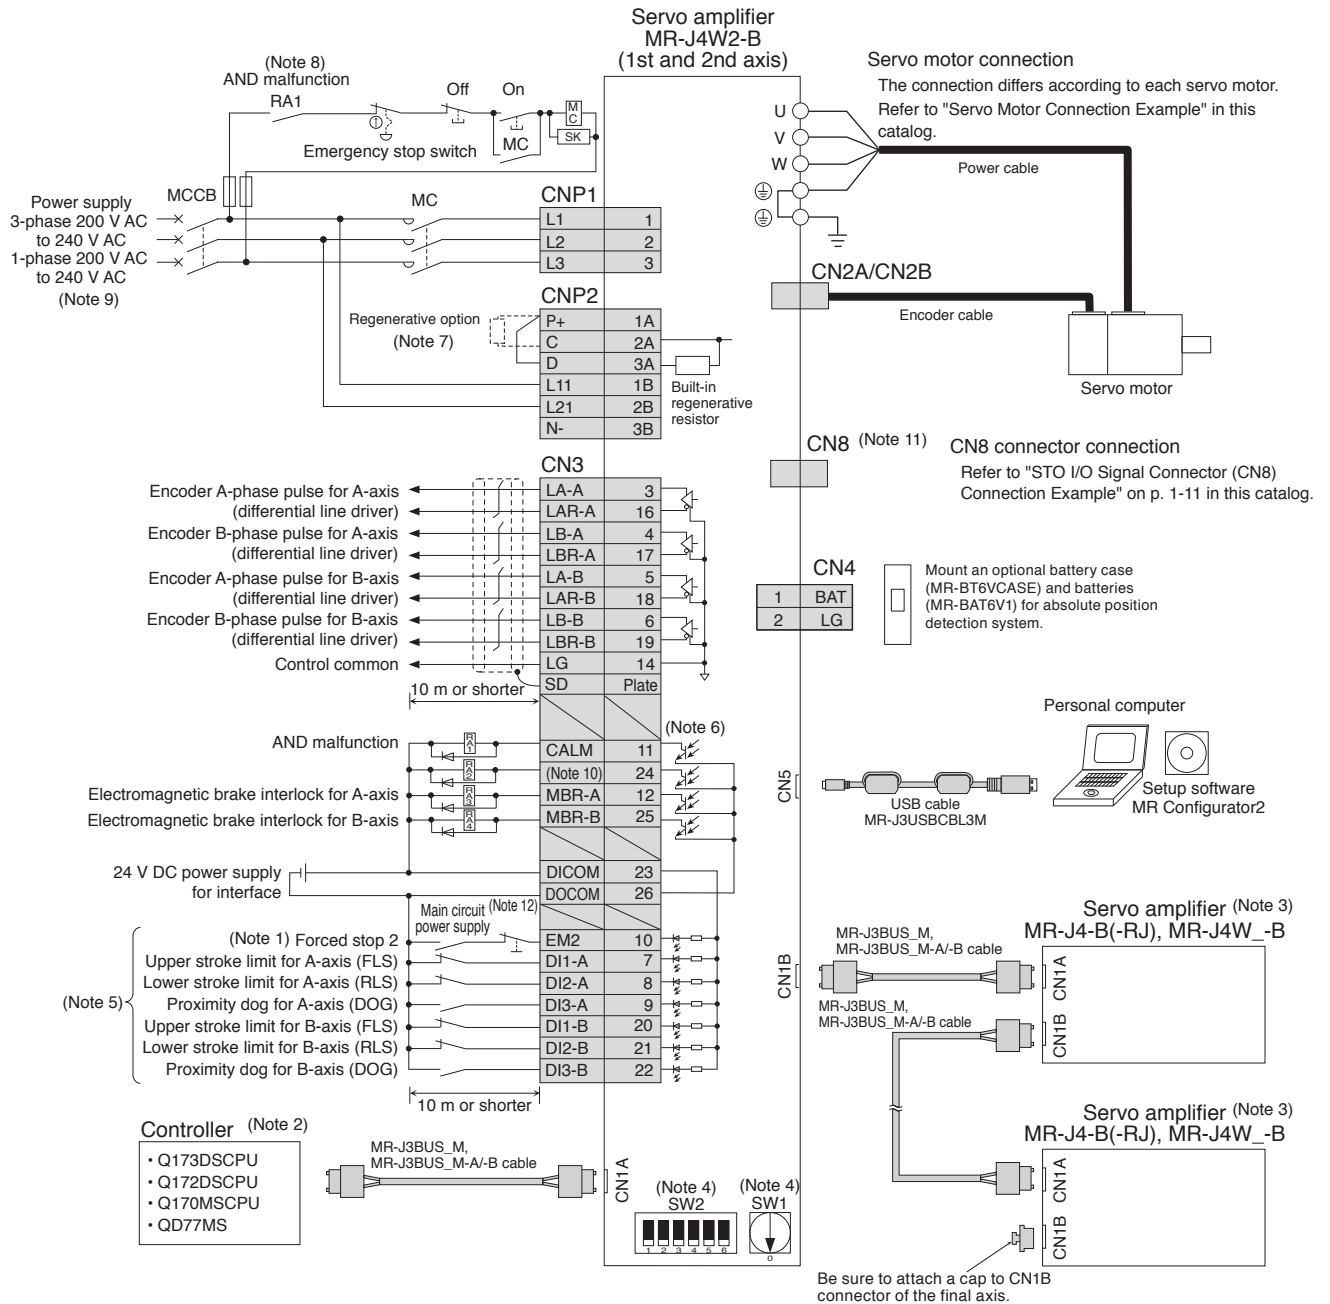 Servo amplifier
MR-J4W2-B
(1st and 2nd axis)
(Note 8)
AND malfunction
RA1
Off
On
MC
SK
MC
Emergency stop switch
Power supply
3-phase 200 V AC
to 240 V AC
1-phase 200 V AC
to 240 V AC
(Note 9)
MCCB
MC
CNP1
L1 1
L2 2
L3 3
CNP2
Regenerative option
(Note 7)
P+ 1A
C 2A
D 3A
L11 1B
L21 2B
N- 3B
Built-in
regenerative
resistor
U
V
W
Servo motor connection
The connection differs according to each servo motor.
Refer to "Servo Motor Connection Example" in this
catalog.
Power cable
CN2A/CN2B
Encoder cable
Servo motor
CN8 (Note 11)
CN8 connector connection
Refer to "STO I/O Signal Connector (CN8)
Connection Example" on p. 1-11 in this catalog.
CN3
Encoder A-phase pulse for A-axis LA-A 3
(differential line driver) LAR-A 16
Encoder B-phase pulse for A-axis LB-A 4
(differential line driver) LBR-A 17
Encoder A-phase pulse for B-axis LA-B 5
(differential line driver) LAR-B 18
Encoder B-phase pulse for B-axis LB-B 6
(differential line driver) LBR-B 19
Control common LG 14
SD Plate
10 m or shorter
CN4
1 BAT
2 LG
Mount an optional battery case
(MR-BT6VCASE) and batteries
(MR-BAT6V1) for absolute position
detection system.
(Note 6)
AND malfunction RA1 CALM 11
RA2 (Note 10) 24
Electromagnetic brake interlock for A-axis RA3 MBR-A 12
Electromagnetic brake interlock for B-axis RA4 MBR-B 25
24 V DC power supply
for interface
DICOM 23
DOCOM 26
Main circuit (Note 12)
power supply
(Note 5)
(Note 1) Forced stop 2 EM2 10
Upper stroke limit for A-axis (FLS) DI1-A 7
Lower stroke limit for A-axis (RLS) DI2-A 8
Proximity dog for A-axis (DOG) DI3-A 9
Upper stroke limit for B-axis (FLS) DI1-B 20
Lower stroke limit for B-axis (RLS) DI2-B 21
Proximity dog for B-axis (DOG) DI3-B 22
10 m or shorter
CN5
USB cable
MR-J3USBCBL3M
Personal computer
Setup software
MR Configurator2
Controller (Note 2)
• Q173DSCPU
• Q172DSCPU
• Q170MSCPU
• QD77MS
MR-J3BUS_M,
MR-J3BUS_M-A/-B cable
CN1A
(Note 4)
SW2
1 2 3 4 5 6
(Note 4)
SW1
0
CN1B
MR-J3BUS_M,
MR-J3BUS_M-A/-B cable
MR-J3BUS_M,
MR-J3BUS_M-A/-B cable
Servo amplifier (Note 3)
MR-J4-B(-RJ), MR-J4W_-B
CN1A
CN1B
Servo amplifier (Note 3)
MR-J4-B(-RJ), MR-J4W_-B
CN1A
CN1B
Be sure to attach a cap to CN1B
connector of the final axis.